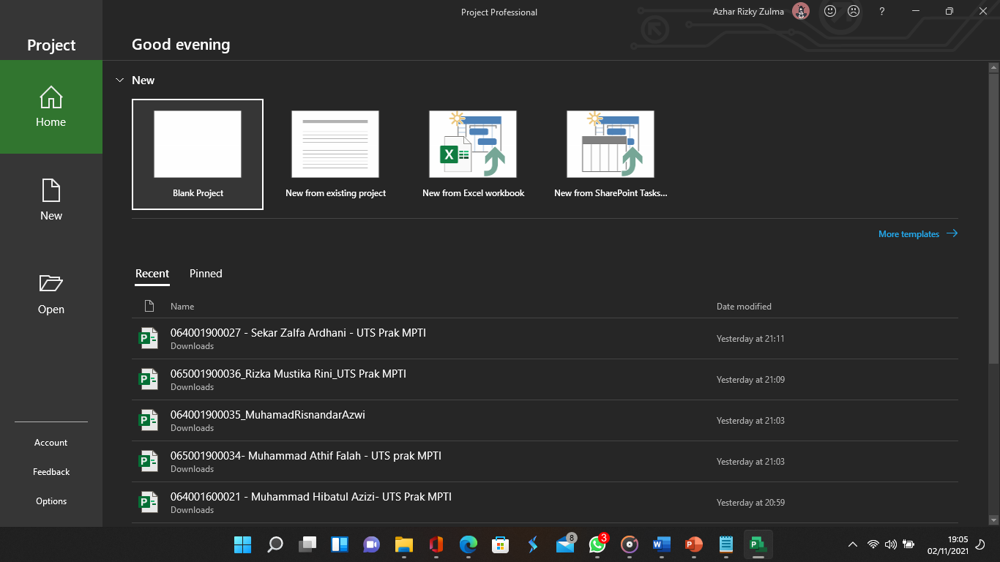 Project Professional
Azhar Rizky Zulma
?
Project
Good evening
Home
New
Open
Account
Feedback
Options
New
Blank Project
New from existing project
New from Excel workbook
New from SharePoint Tasks...
More templates
Recent
Pinned
Name
Date modified
064001900027 - Sekar Zalfa Ardhani - UTS Prak MPTI
Downloads
Yesterday at 21:11
065001900036_Rizka Mustika Rini_UTS Prak MPTI
Downloads
Yesterday at 21:09
064001900035_MuhamadRisnandarAzwi
Downloads
Yesterday at 21:03
065001900034- Muhammad Athif Falah - UTS prak MPTI
Downloads
Yesterday at 21:03
064001600021 - Muhammad Hibatul Azizi- UTS Prak MPTI
Downloads
Yesterday at 20:59
8
3
19:05
02/11/2021